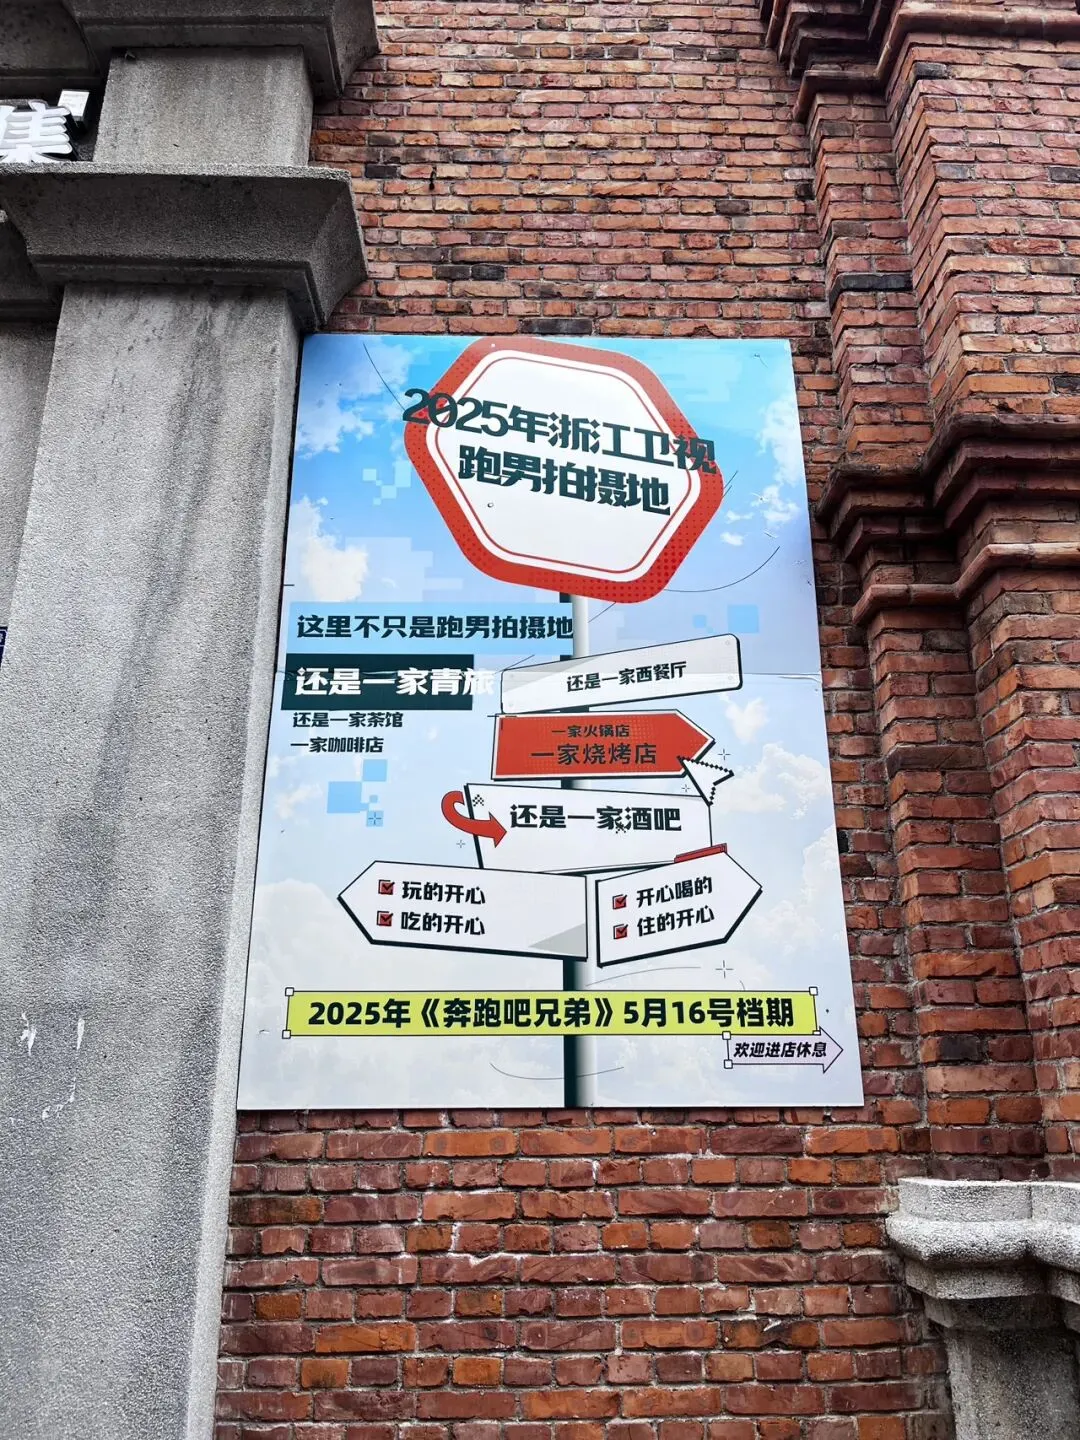 集
2025年浙江卫视
跑男拍摄地
这里不只是跑男拍摄地
还是一家青旅
还是一家茶馆
一家咖啡店
还是一家西餐厅
一家火锅店
一家烧烤店
还是一家酒吧
玩的开心
吃的开心
开心喝的
住的开心
2025年《奔跑吧兄弟》5月16号档期
欢迎进店休息